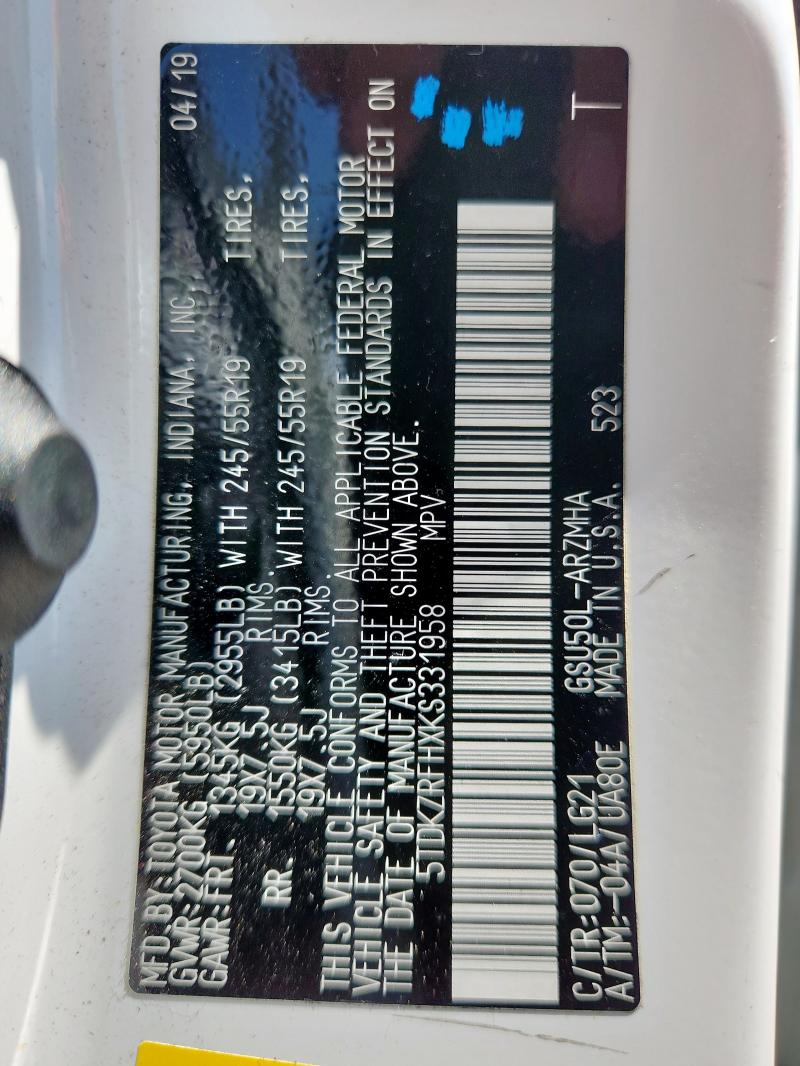 MFD BY:TOYOTA MOTOR MANUFACTURING, INDIANA, INC. 04/19
GVWR:2700KG (5950LB)
GAWR:FRT. 1345KG (2955LB) WITH 245/55R19 TIRES,
19X7.5J RIMS.
RR. 1550KG (3415LB) WITH 245/55R19 TIRES,
19X7.5J RIMS.
THIS VEHICLE CONFORMS TO ALL APPLICABLE FEDERAL MOTOR
VEHICLE SAFETY AND THEFT PREVENTION STANDARDS IN EFFECT ON
THE DATE OF MANUFACTURE SHOWN ABOVE.
5TDKZRFHXKS331958 MPV
C/TR:070/LG21 GSU50L-ARZMHA
A/TM:-04A/UA80E MADE IN U.S.A. 523 T